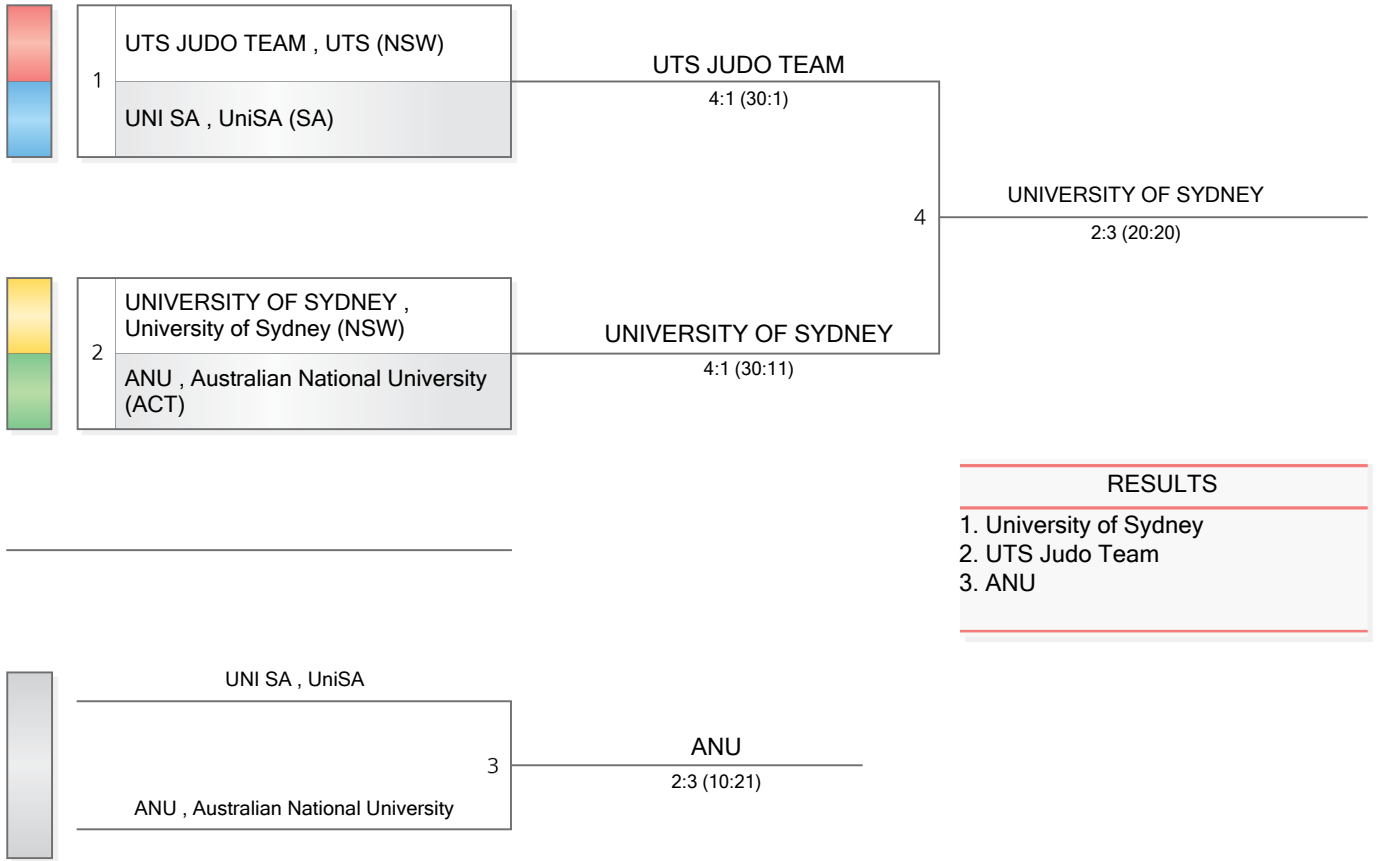 UTS JUDO TEAM , UTS (NSW)
1
UNI SA , UniSA (SA)
UTS JUDO TEAM
4:1 (30:1)
UNIVERSITY OF SYDNEY
4
2:3 (20:20)
UNIVERSITY OF SYDNEY ,
University of Sydney (NSW)
2
ANU , Australian National University
(ACT)
UNIVERSITY OF SYDNEY
4:1 (30:11)
RESULTS
1. University of Sydney
2. UTS Judo Team
3. ANU
UNI SA , UniSA
3
ANU , Australian National University
ANU
2:3 (10:21)